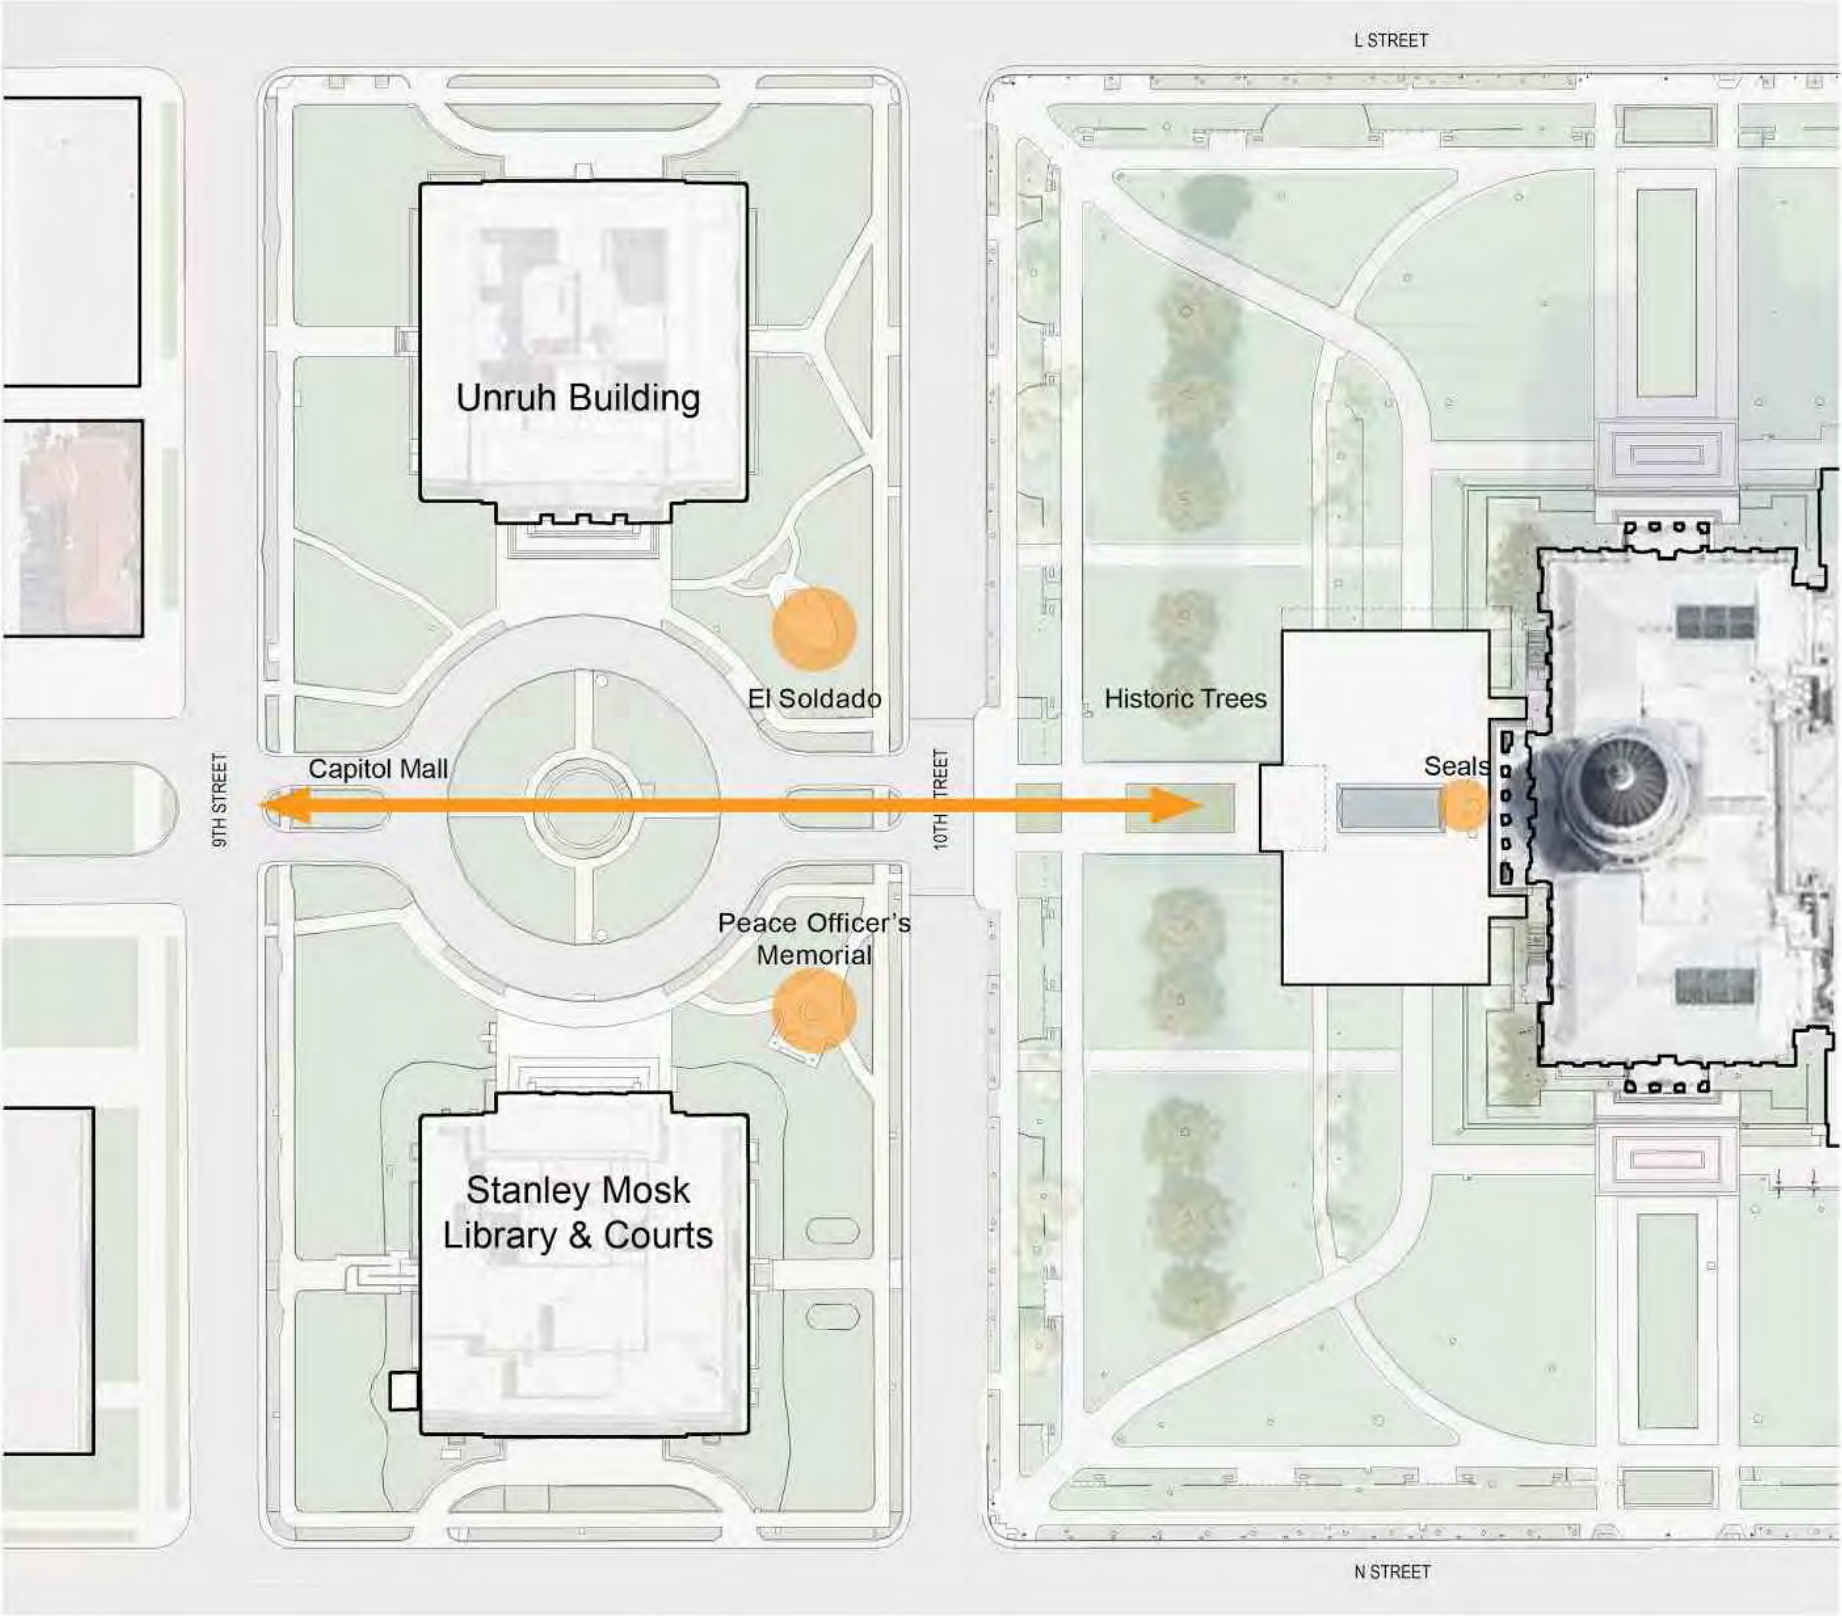 L STREET
Unruh Building
El Soldado
Historic Trees
Capitol Mall
Seals
9TH STREET
10TH STREET
Peace Officer's
Memorial
Stanley Mosk
Library & Courts
N STREET